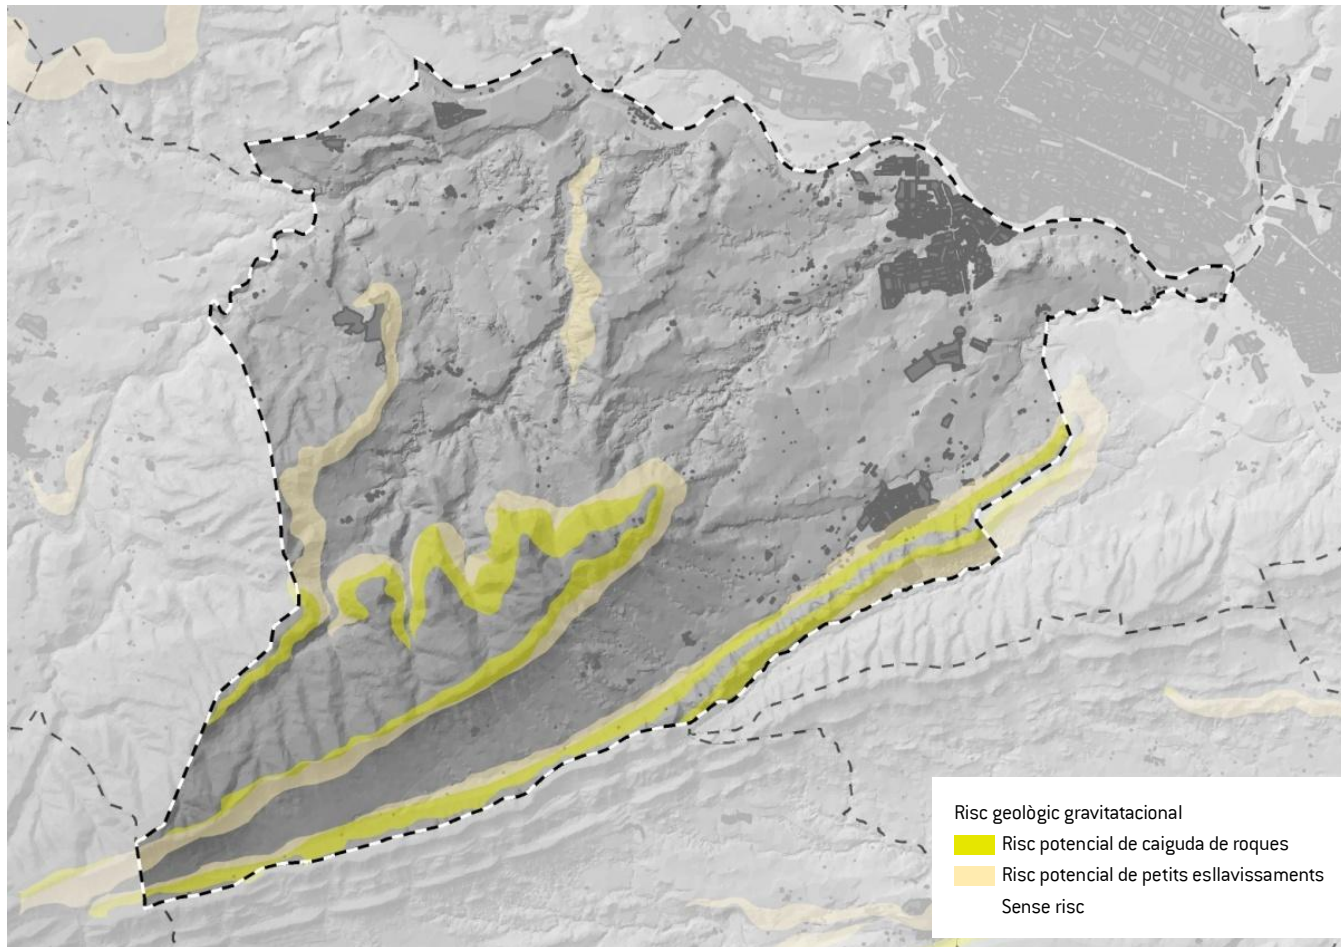 Risc geològic gravitatacional
Risc potencial de caiguda de roques
Risc potencial de petits esllavissaments
Sense risc